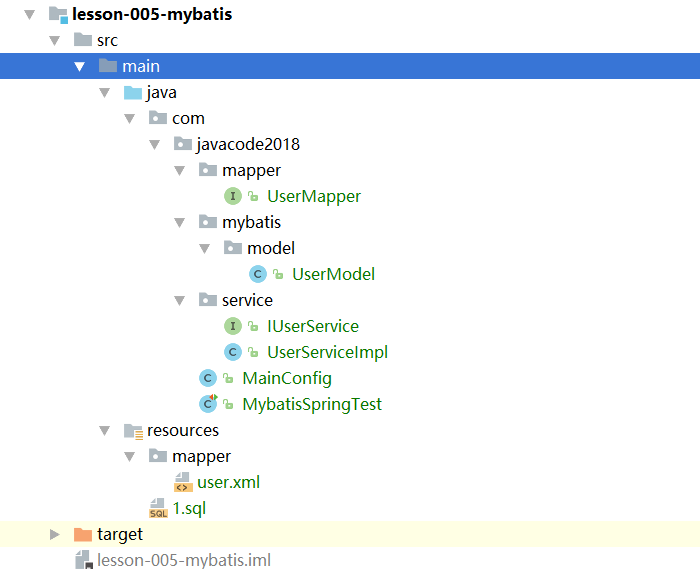 lesson-005-mybatis
src
main
java
com
javacode2018
mapper
UserMapper
mybatis
model
UserModel
service
IUserService
UserServiceImpl
MainConfig
MybatisSpringTest
resources
mapper
user.xml
1.sql
target
lesson-005-mybatis.iml